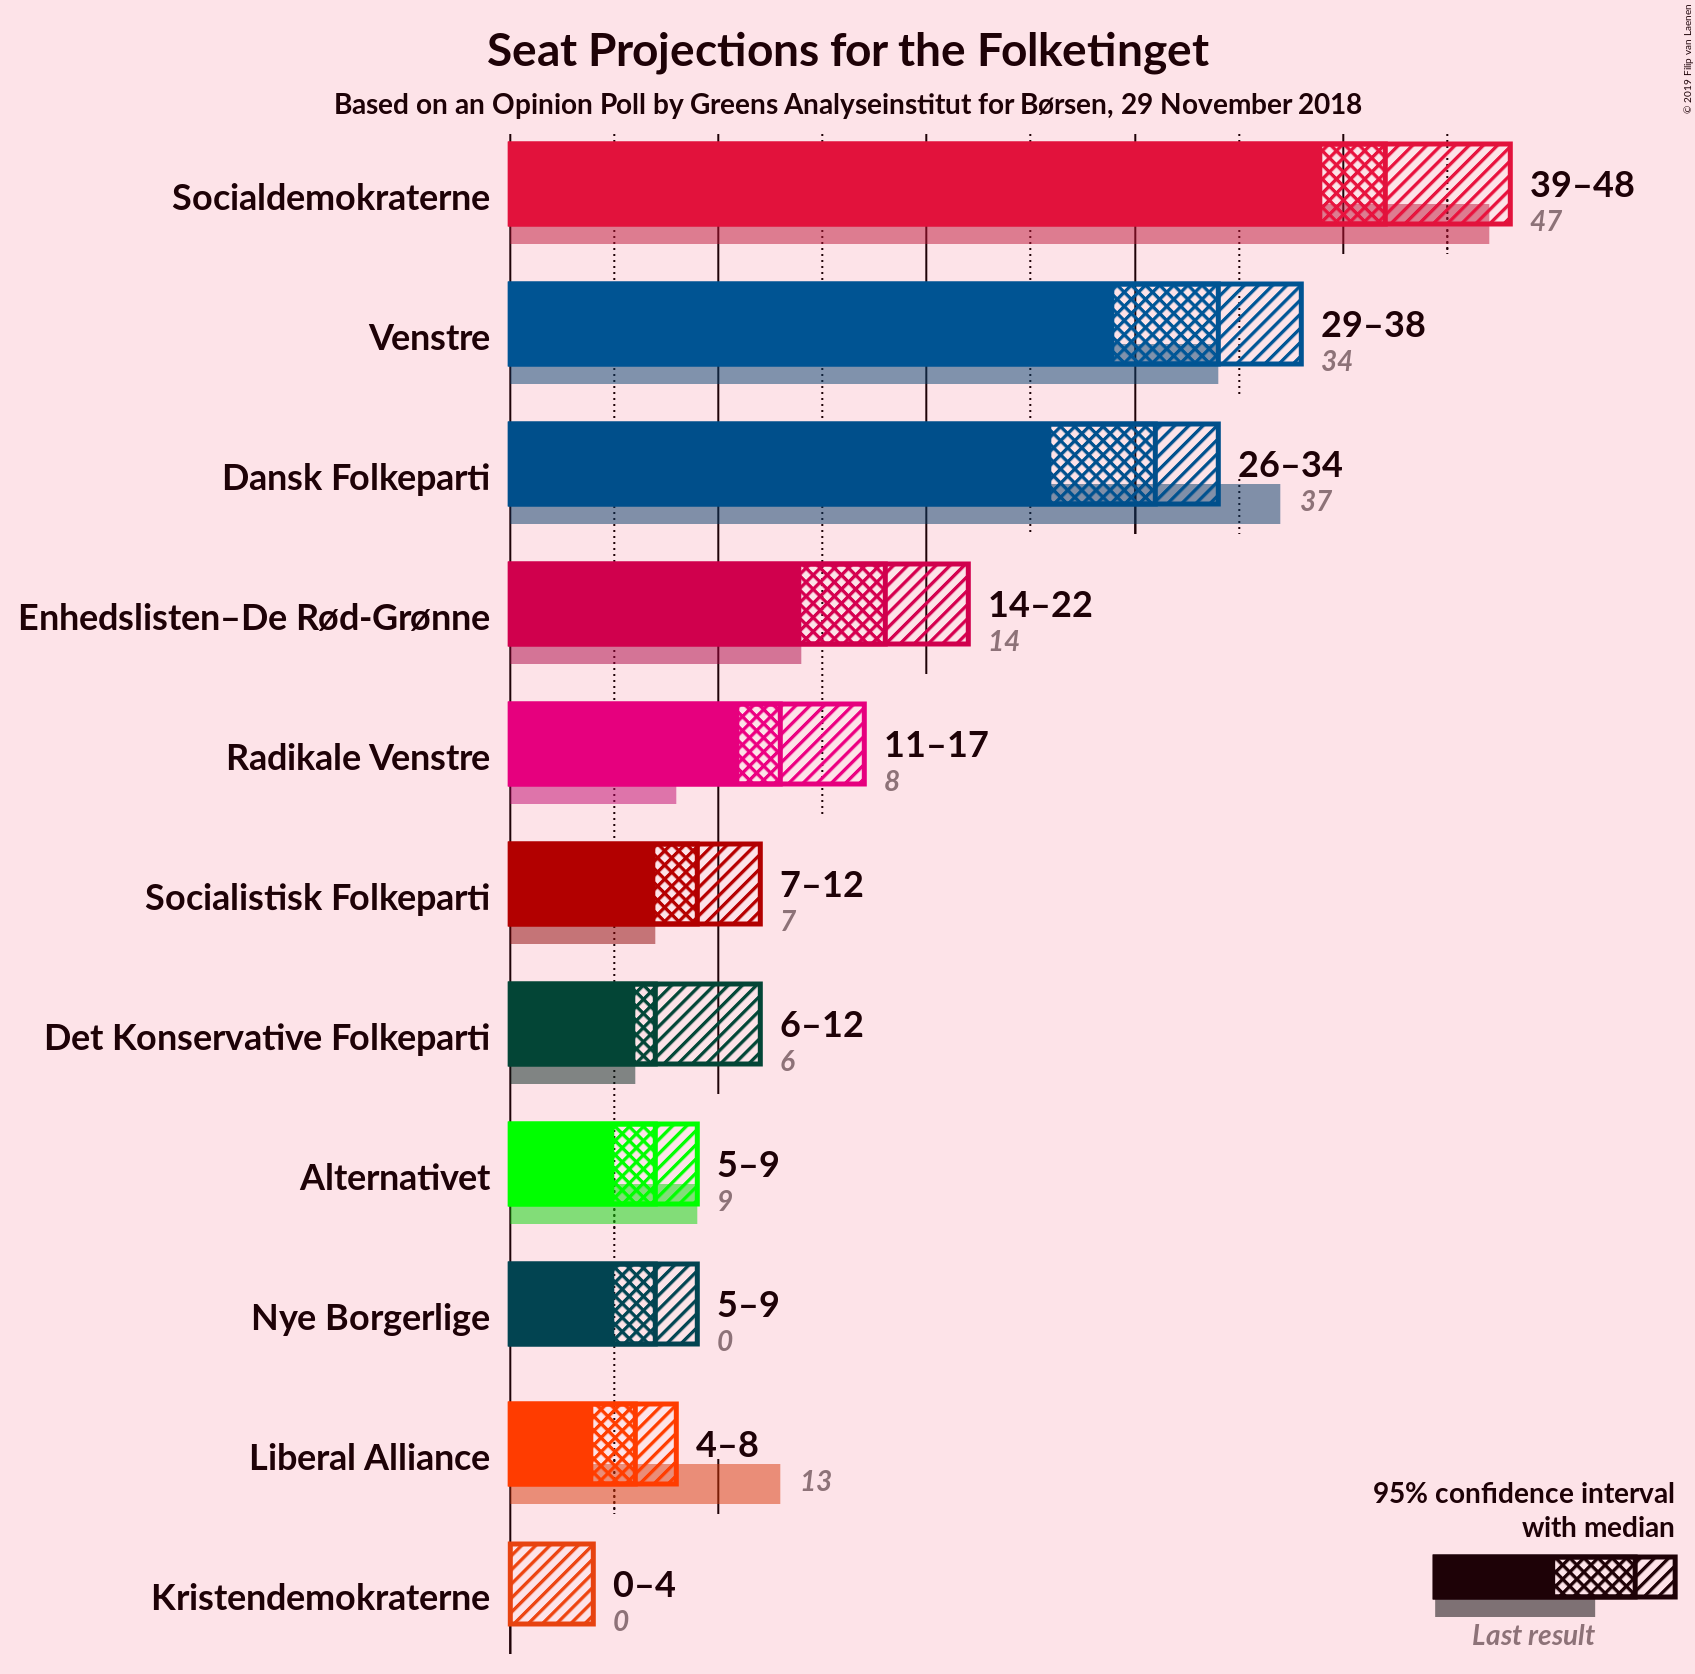 Seat Projections for the Folketinget
Based on an Opinion Poll by Greens Analyseinstitut for Børsen, 29 November 2018
© 2019 Filip van Laenen
Socialdemokraterne
39–48
47
Venstre
29–38
34
Dansk Folkeparti
26–34
37
Enhedslisten–De Rød-Grønne
14–22
14
Radikale Venstre
11–17
8
Socialistisk Folkeparti
7–12
7
Det Konservative Folkeparti
6–12
6
Alternativet
5–9
9
Nye Borgerlige
5–9
0
Liberal Alliance
4–8
13
Kristendemokraterne
0–4
0
95% confidence interval
with median
Last result